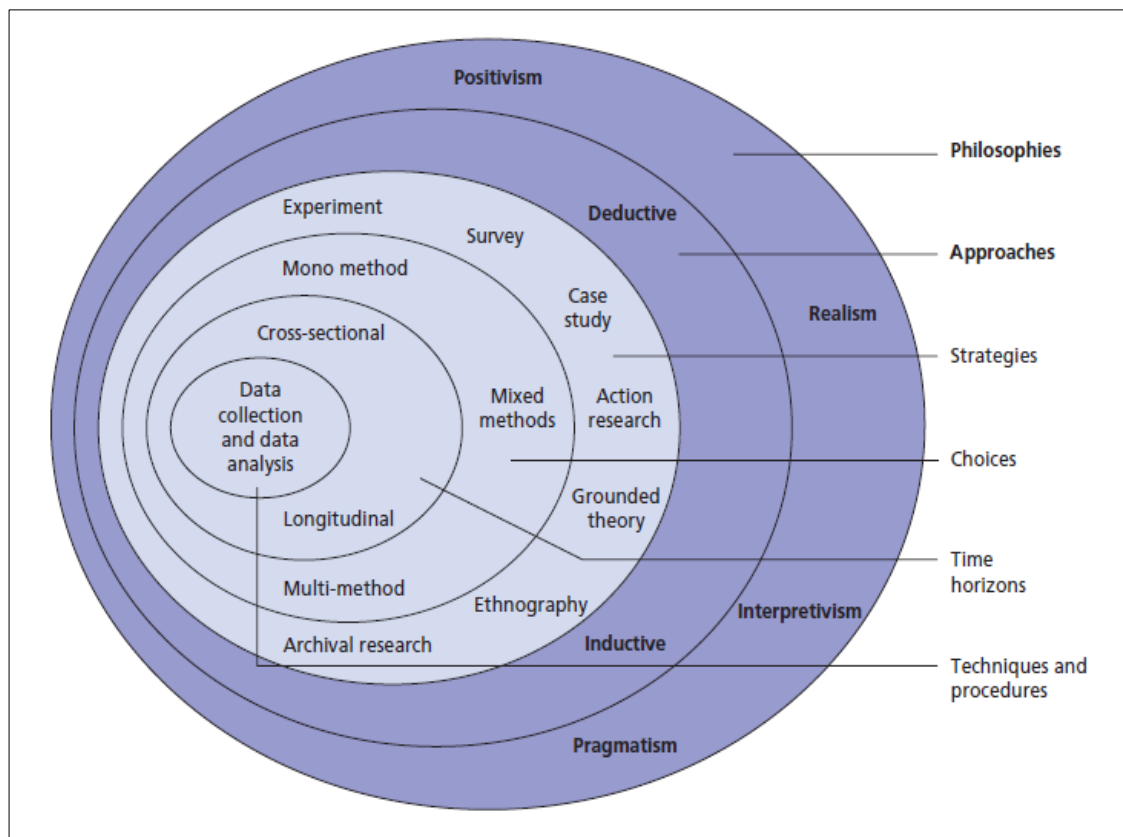 Positivism
Philosophies
Experiment
Deductive
Survey
Approaches
Mono method
Case
study
Realism
Cross-sectional
Strategies
Data
collection
and data
analysis
Mixed
methods
Action
research
Choices
Grounded
theory
Longitudinal
Time
horizons
Multi-method
Ethnography
Interpretivism
Archival research
Inductive
Techniques and
procedures
Pragmatism